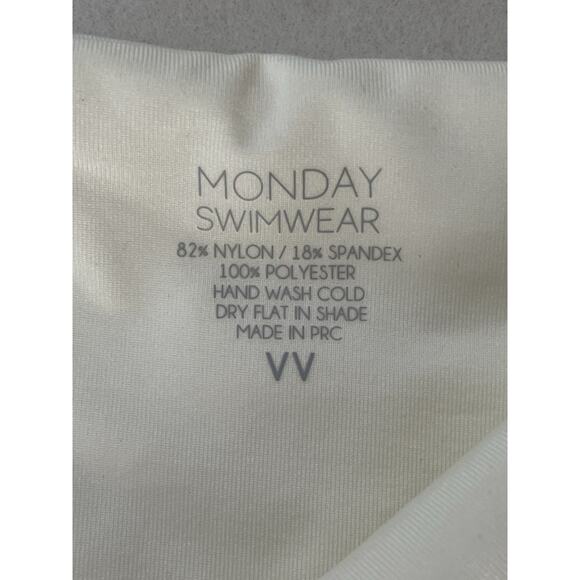 MONDAY
SWIMWEAR
82% NYLON / 18% SPANDEX
100% POLYESTER
HAND WASH COLD
DRY FLAT IN SHADE
MADE IN PRC
VV